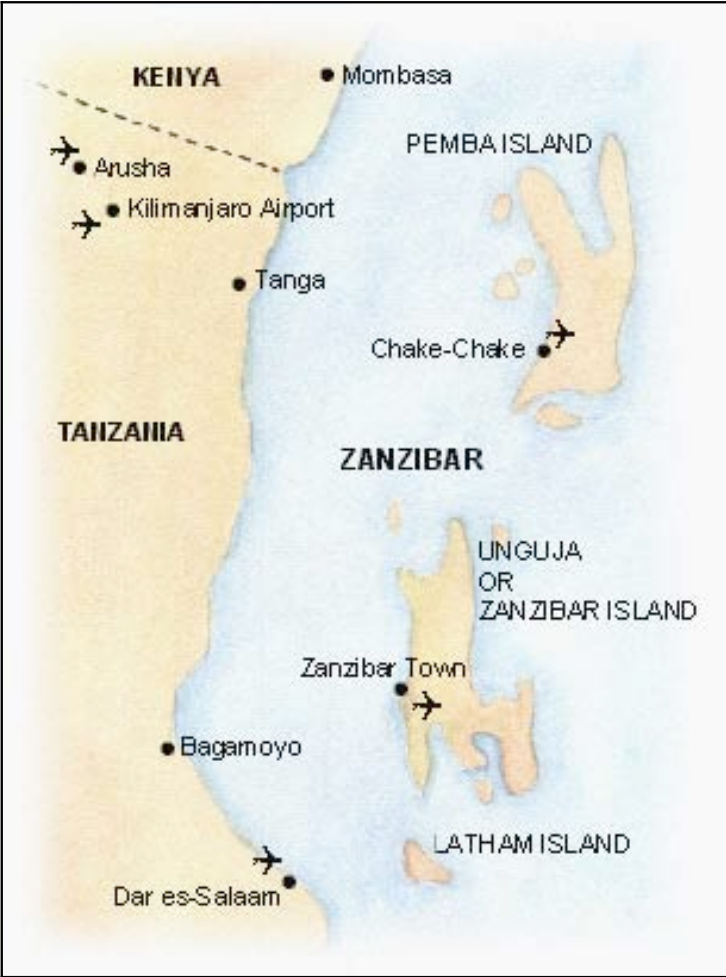 KENYA
Mombasa
PEMBA ISLAND
Arusha
Kilimanjaro Airport
Tanga
Chake-Chake
TANZANIA
ZANZIBAR
UNGUJA
OR
ZANZIBAR ISLAND
Zanzibar Town
Bagamoyo
LATHAM ISLAND
Dar es-Salaam